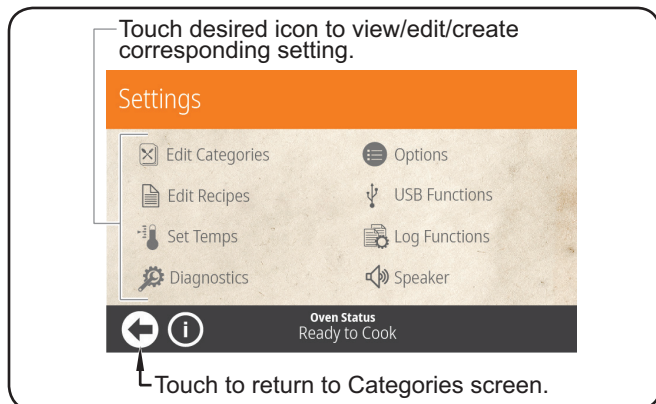 Touch desired icon to view/edit/create
corresponding setting.
Settings
Edit Categories
Options
Edit Recipes
USB Functions
Set Temps
Log Functions
Diagnostics
Speaker
Oven Status
Ready to Cook
Touch to return to Categories screen.